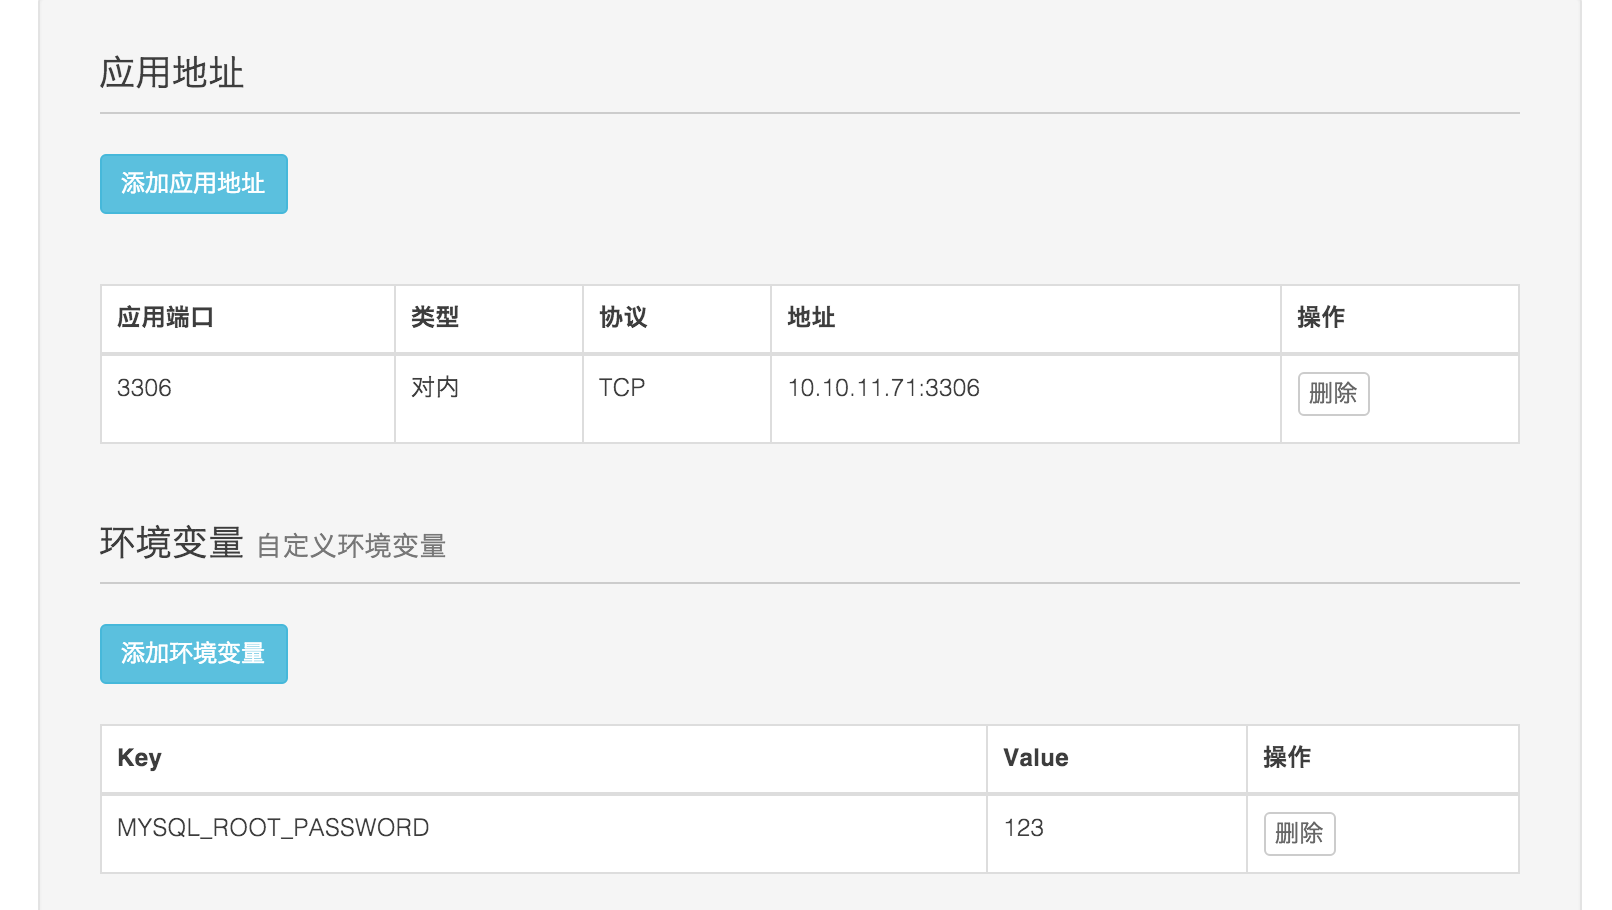 应用地址
添加应用地址
应用端口 类型 协议 地址 操作
3306 对内 TCP 10.10.11.71:3306 删除
环境变量 自定义环境变量
添加环境变量
Key Value 操作
MYSQL_ROOT_PASSWORD 123 删除